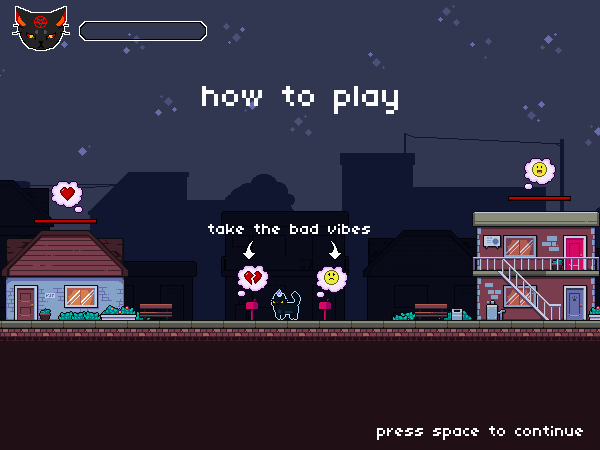 how to play
take the bad vibes
press space to continue